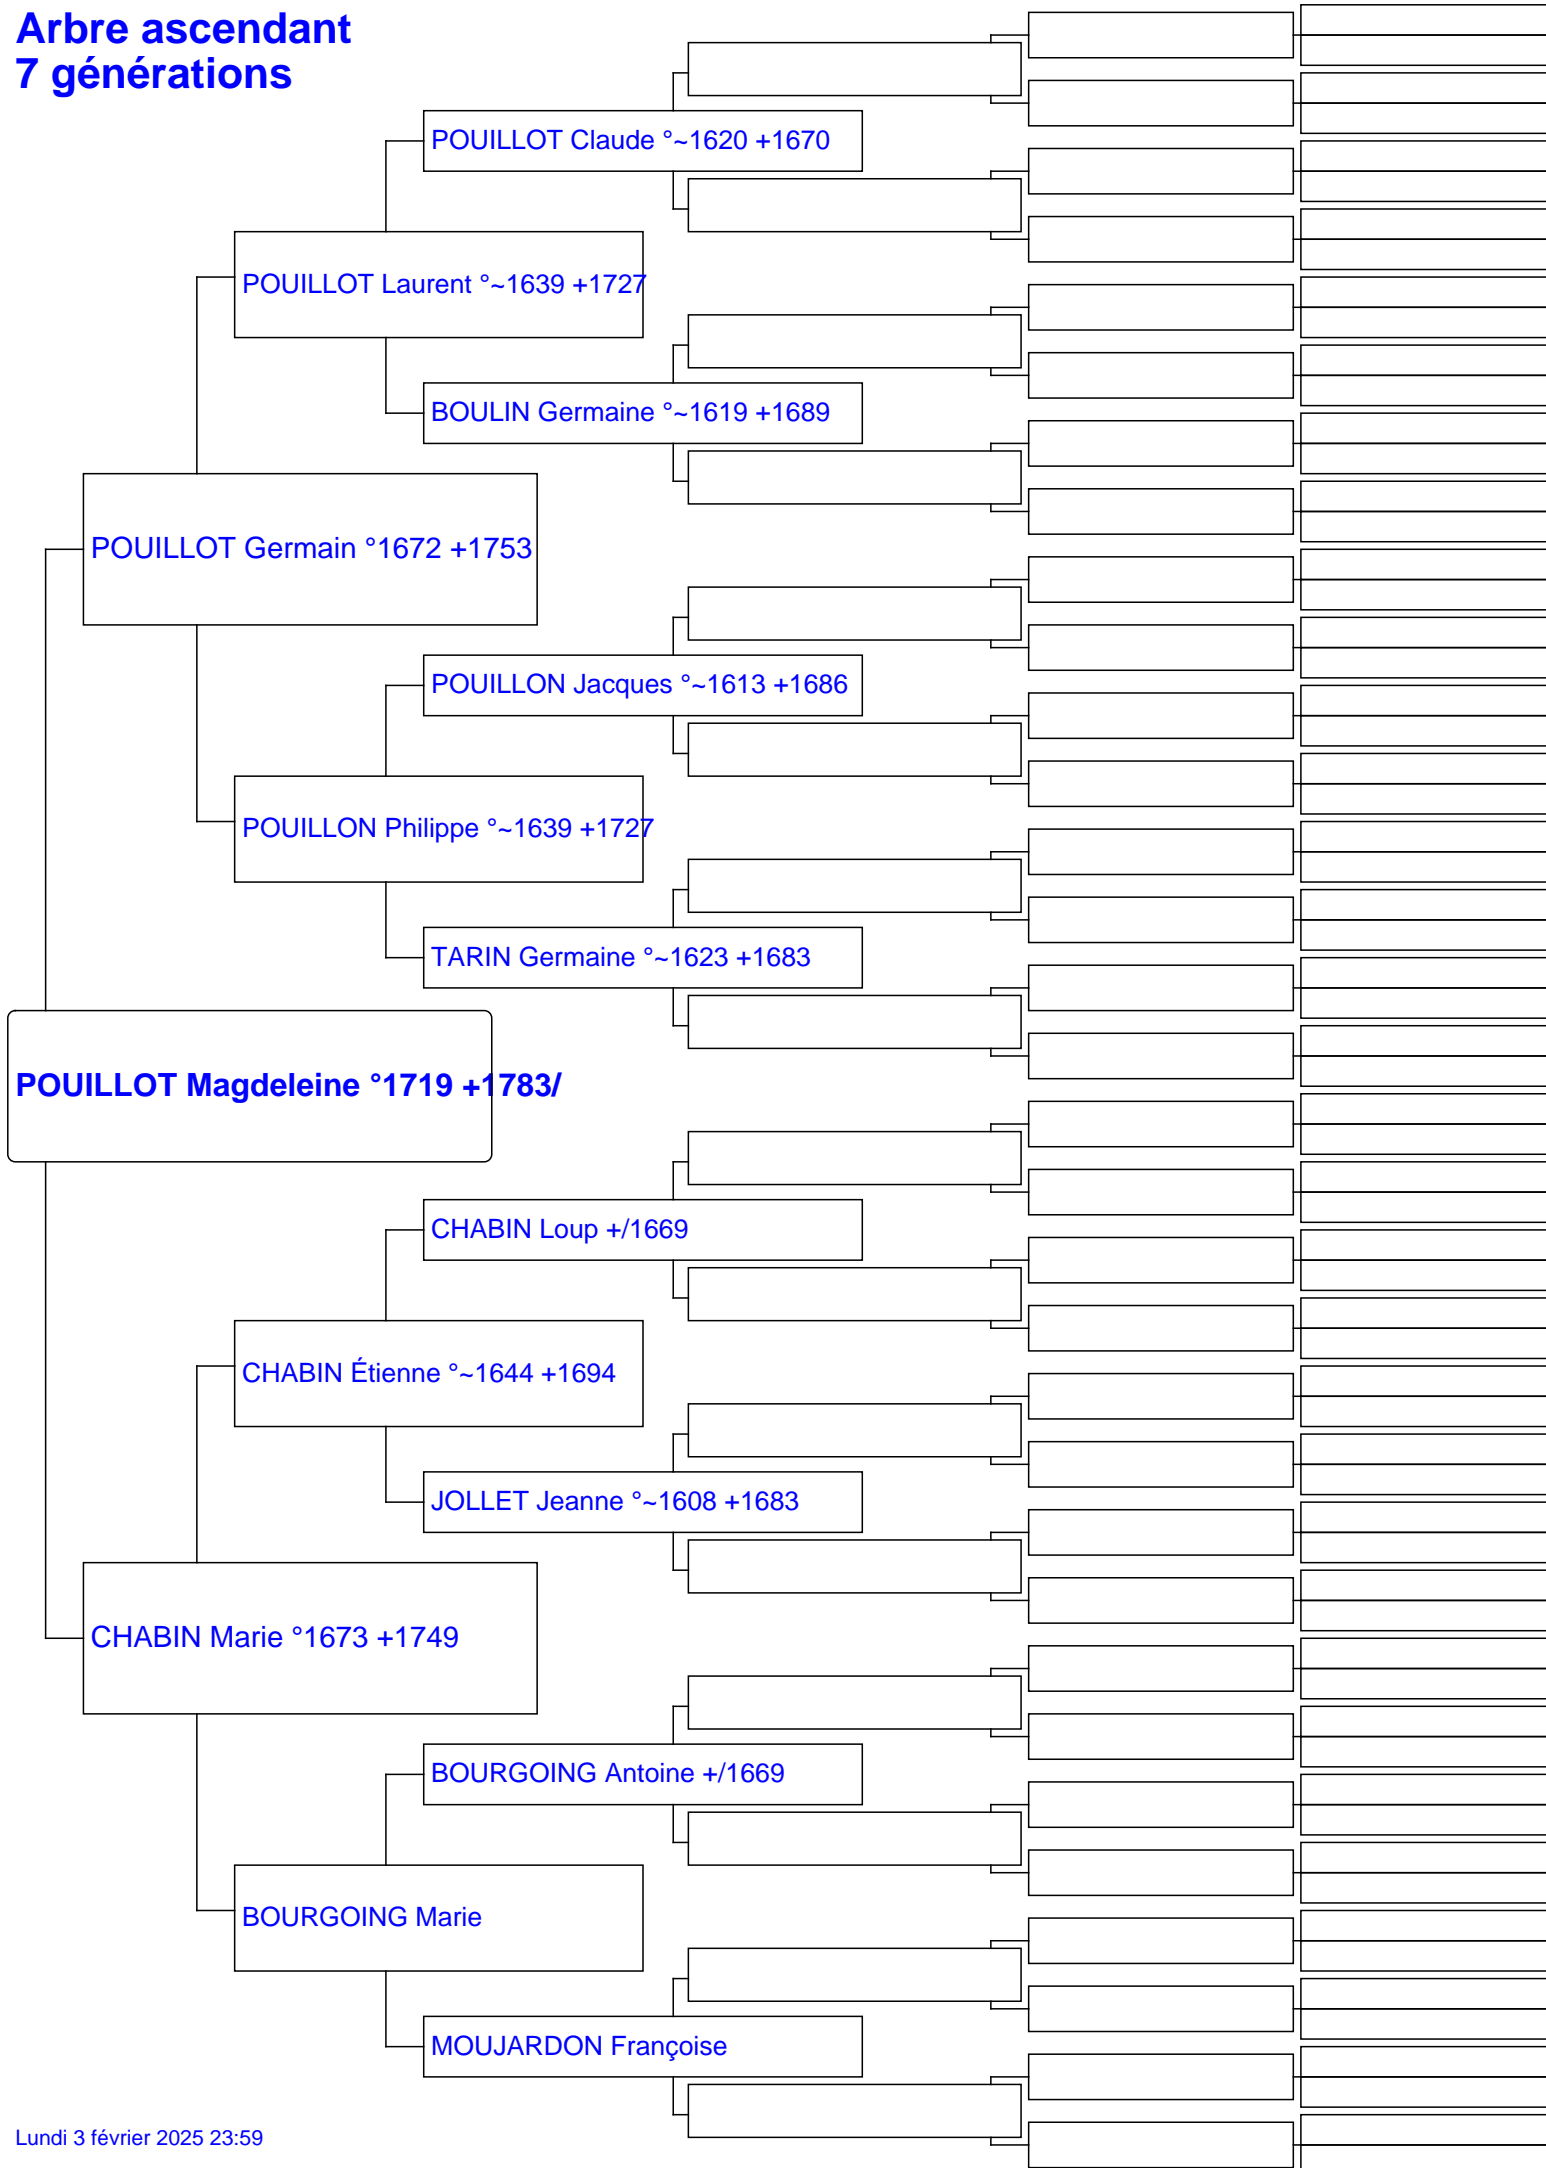 Arbre ascendant
7 générations
POUILLOT Claude °~1620 +1670
POUILLOT Laurent °~1639 +1727
BOULIN Germaine °~1619 +1689
POUILLOT Germain °1672 +1753
POUILLON Jacques °~1613 +1686
POUILLON Philippe °~1639 +1727
TARIN Germaine °~1623 +1683
POUILLOT Magdeleine °1719 +1783/
CHABIN Loup +/1669
CHABIN Étienne °~1644 +1694
JOLLET Jeanne °~1608 +1683
CHABIN Marie °1673 +1749
BOURGOING Antoine +/1669
BOURGOING Marie
MOUJARDON Françoise
Lundi 3 février 2025 23:59